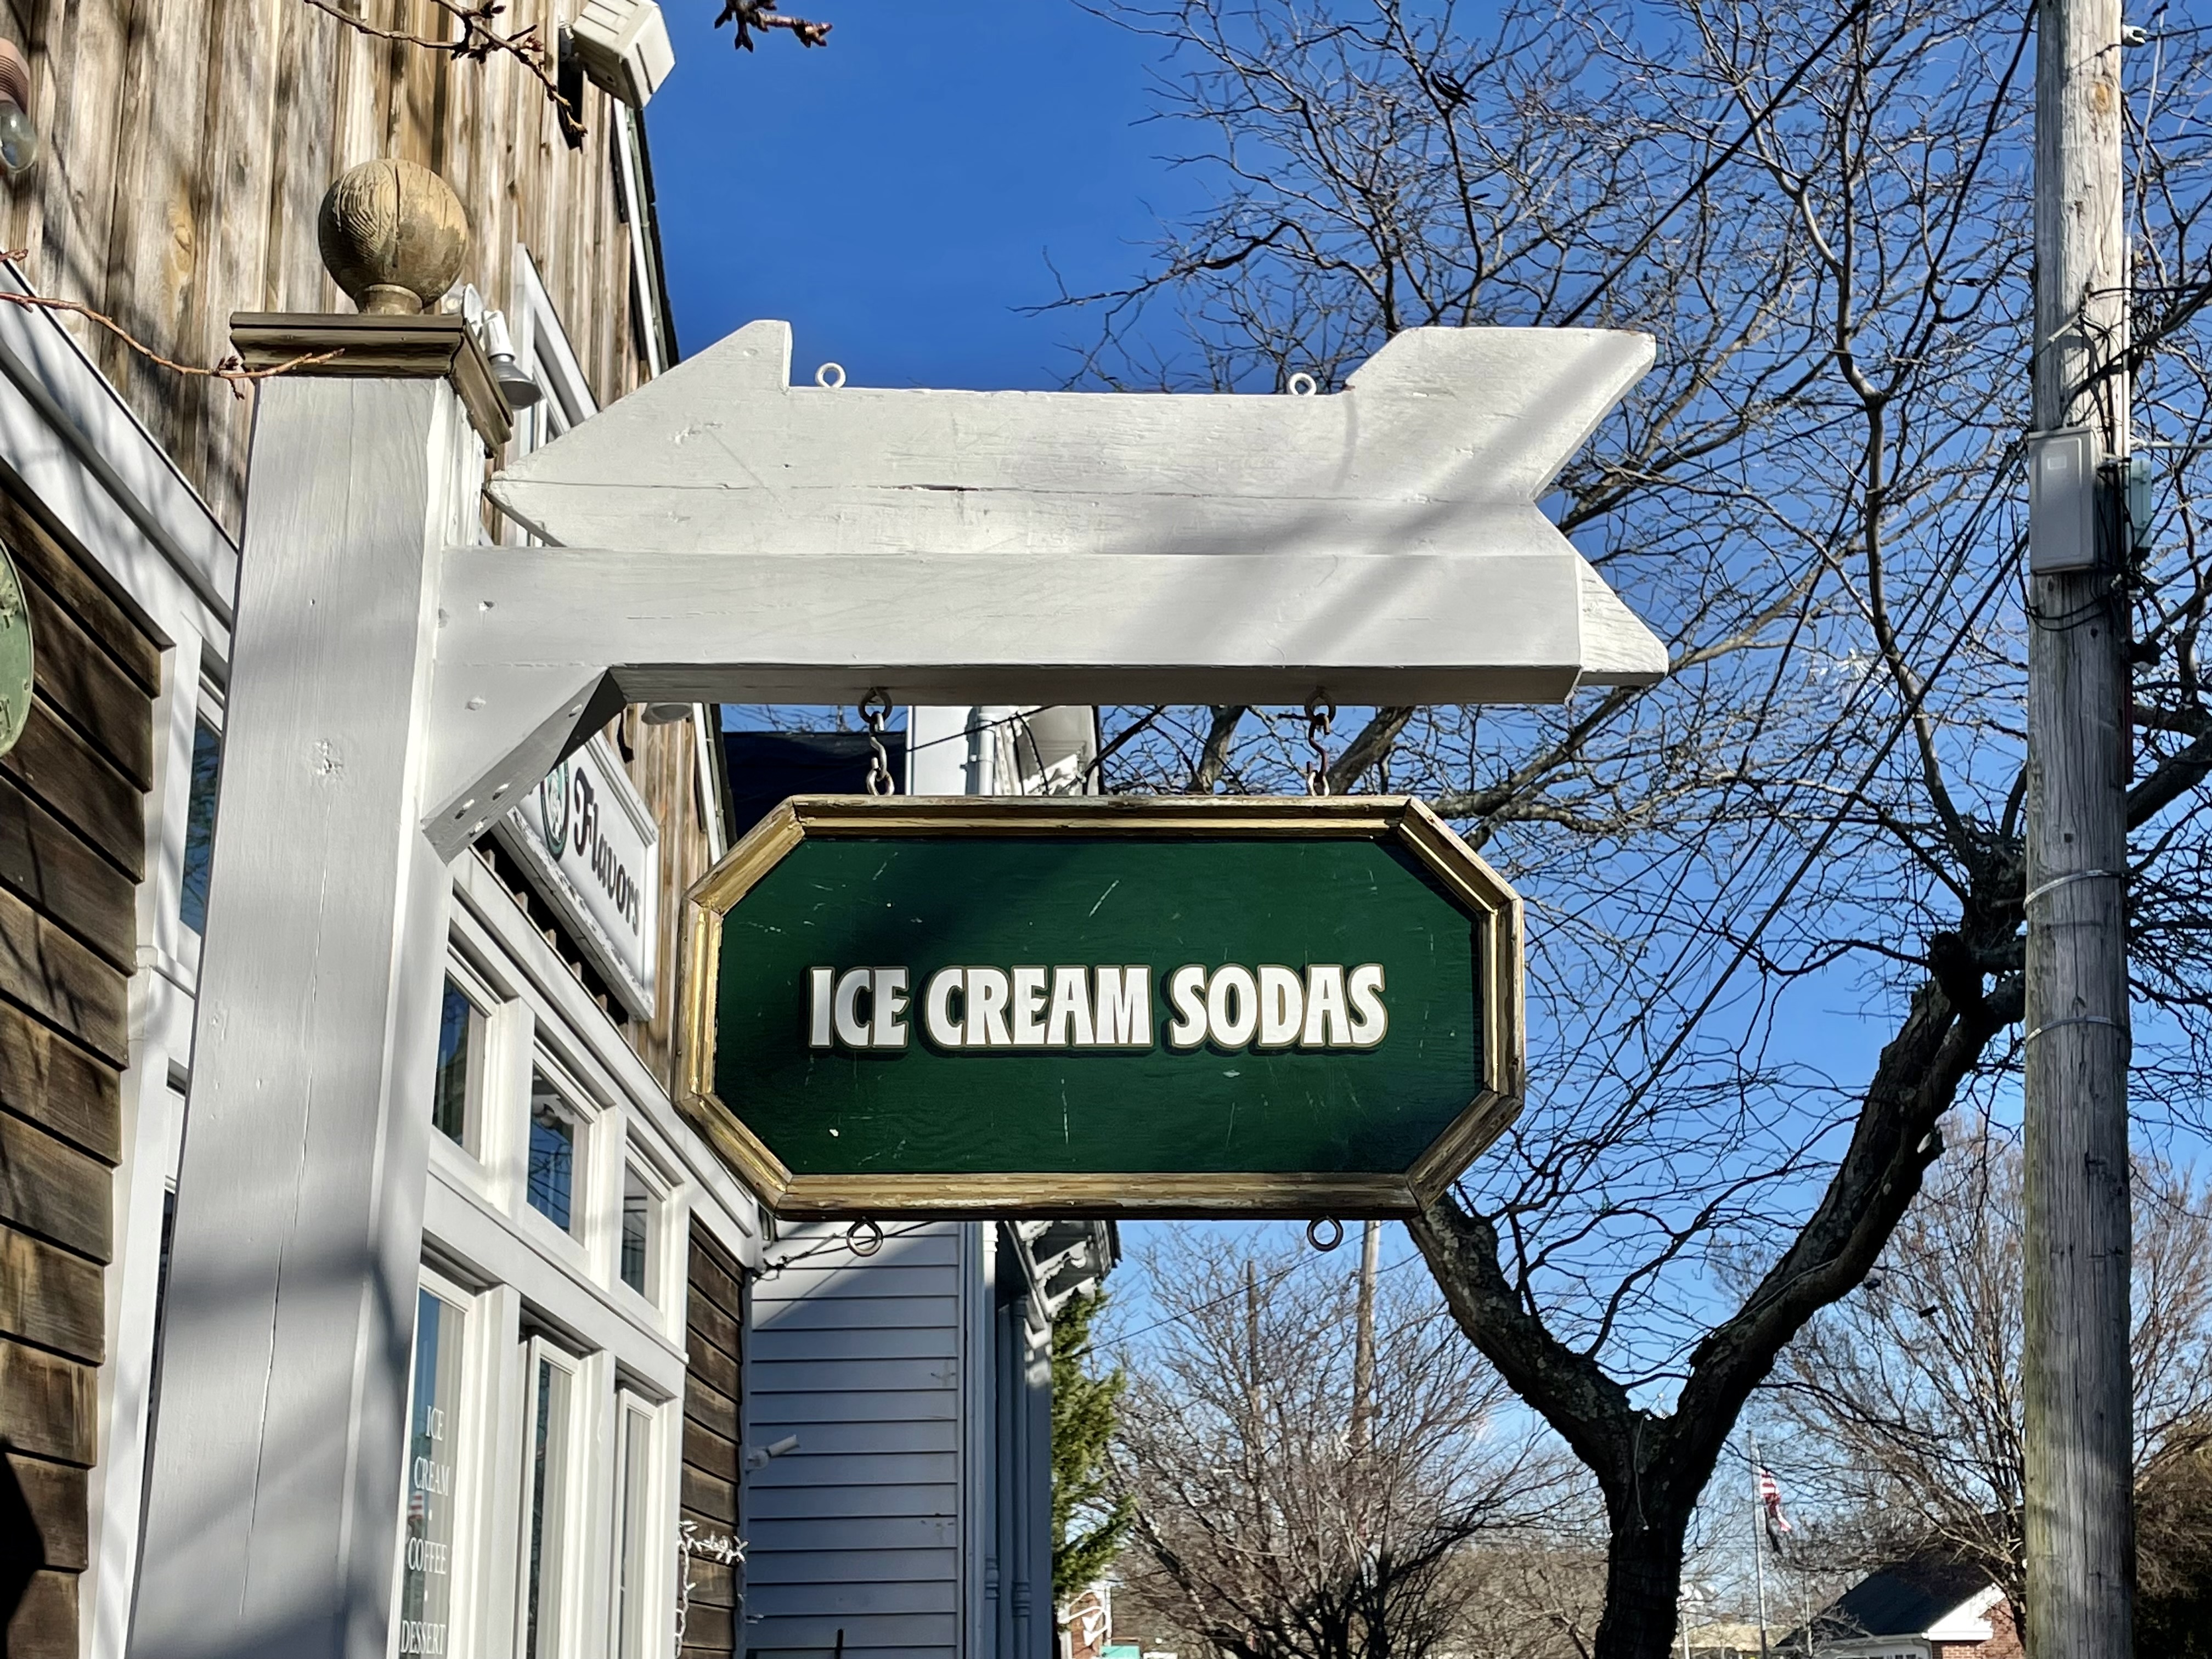 Flavors
ICE CREAM SODAS
ICE
CREAM
•
COFFEE
•
DESSERT